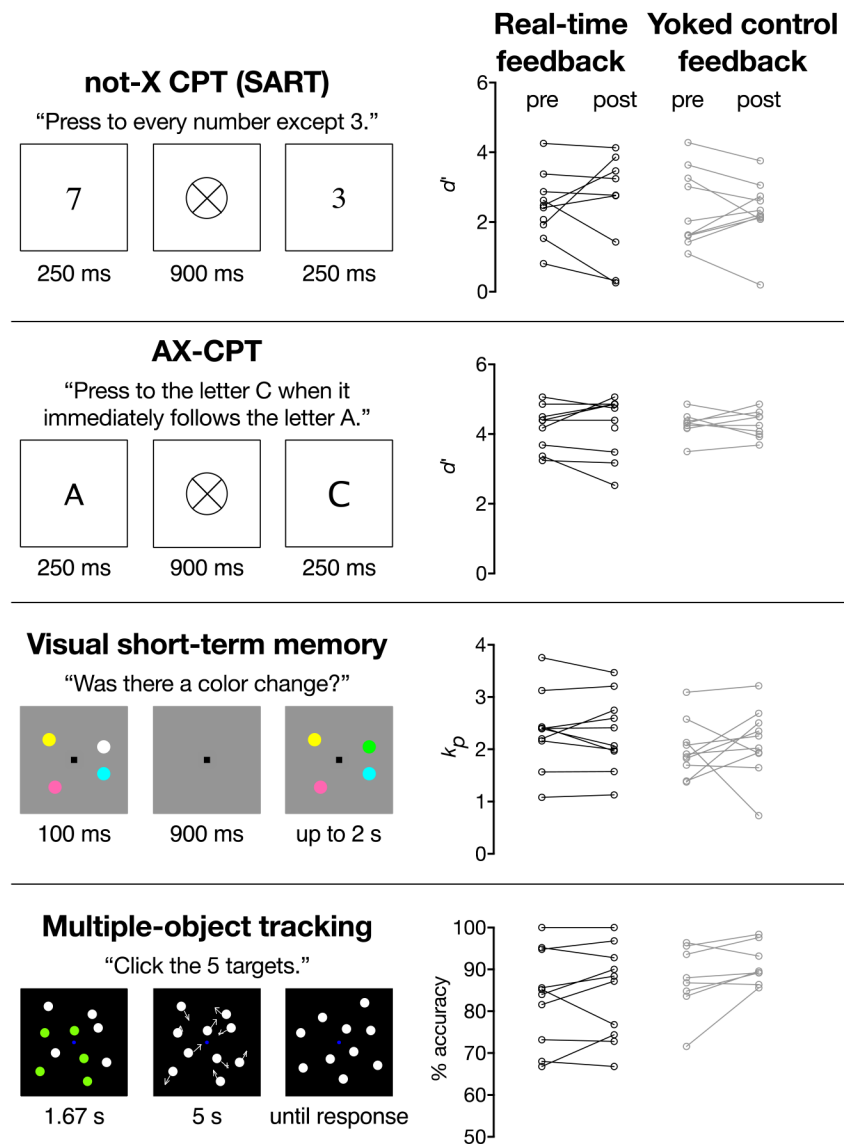 Real-time Yoked control
feedback feedback
not-X CPT (SART)
“Press to every number except 3.”
7
3
250 ms 900 ms 250 ms
pre post pre post
6
4
2
0
d'
AX-CPT
“Press to the letter C when it
immediately follows the letter A.”
A
C
250 ms 900 ms 250 ms
6
4
2
0
d'
Visual short-term memory
“Was there a color change?”
100 ms 900 ms up to 2 s
4
3
2
1
0
kp
Multiple-object tracking
“Click the 5 targets.”
1.67 s 5 s until response
100
90
80
70
60
50
% accuracy